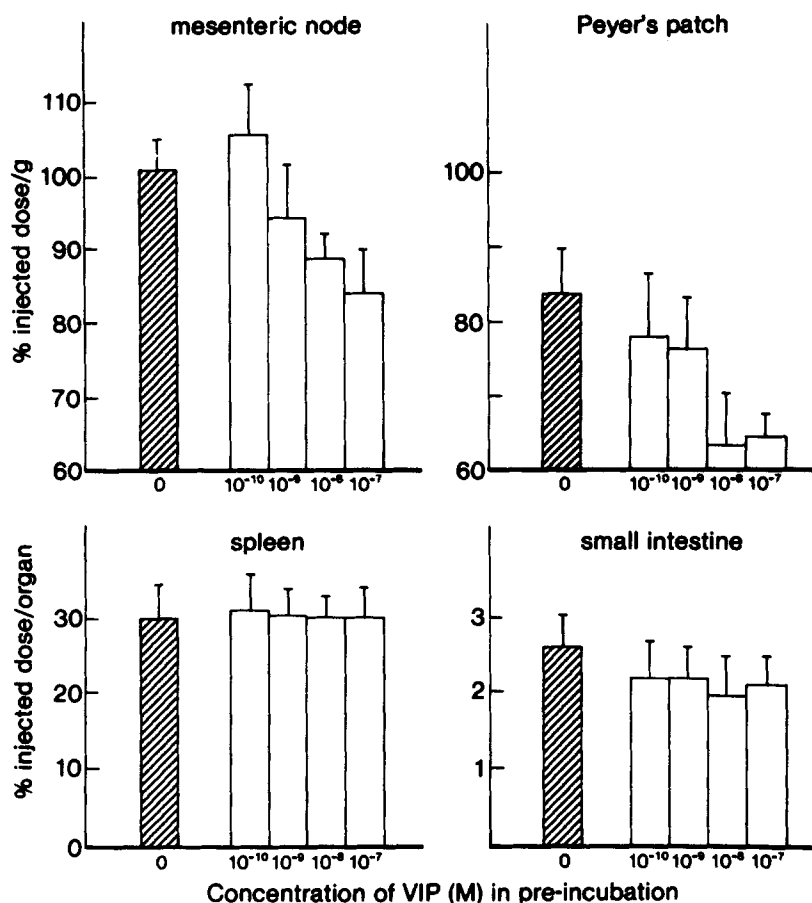 mesenteric node
Peyer's patch
% injected dose/g
110
100
90
80
70
60
0
10⁻¹⁰ 10⁻⁹ 10⁻⁸ 10⁻⁷
100
80
60
0
10⁻¹⁰ 10⁻⁹ 10⁻⁸ 10⁻⁷
spleen
small intestine
% injected dose/organ
30
20
10
0
0
10⁻¹⁰ 10⁻⁹ 10⁻⁸ 10⁻⁷
3
2
1
0
10⁻¹⁰ 10⁻⁹ 10⁻⁸ 10⁻⁷
Concentration of VIP (M) in pre-incubation